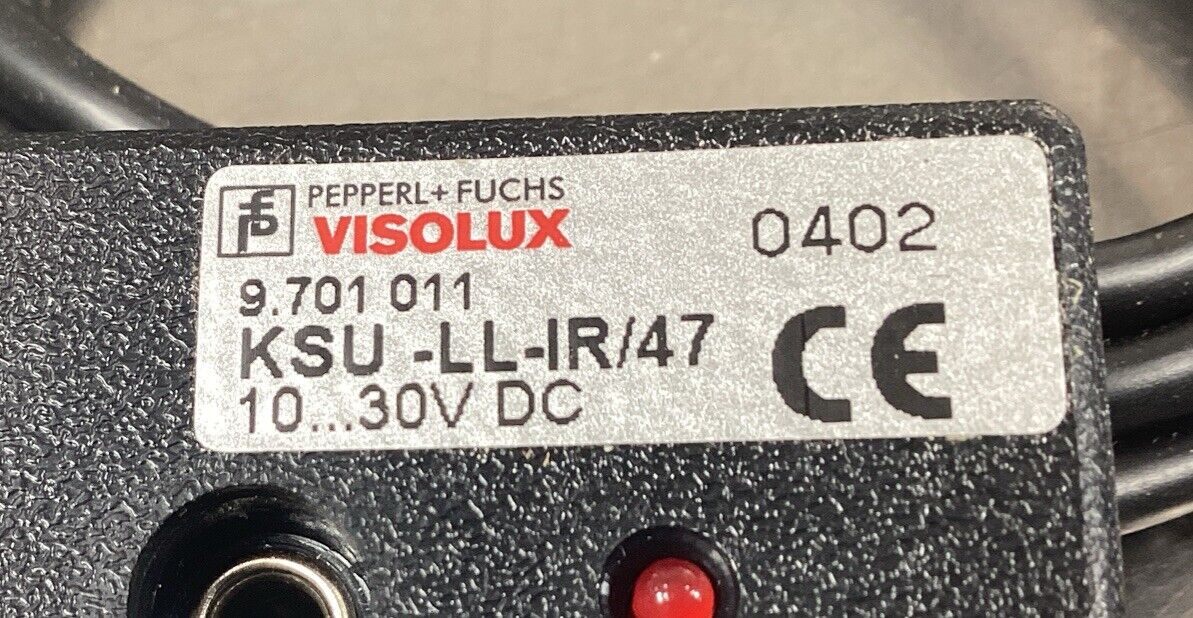 PEPPERL+FUCHS
VISOLUX
0402
9.701 011
KSU -LL-IR/47
10...30V DC
CE